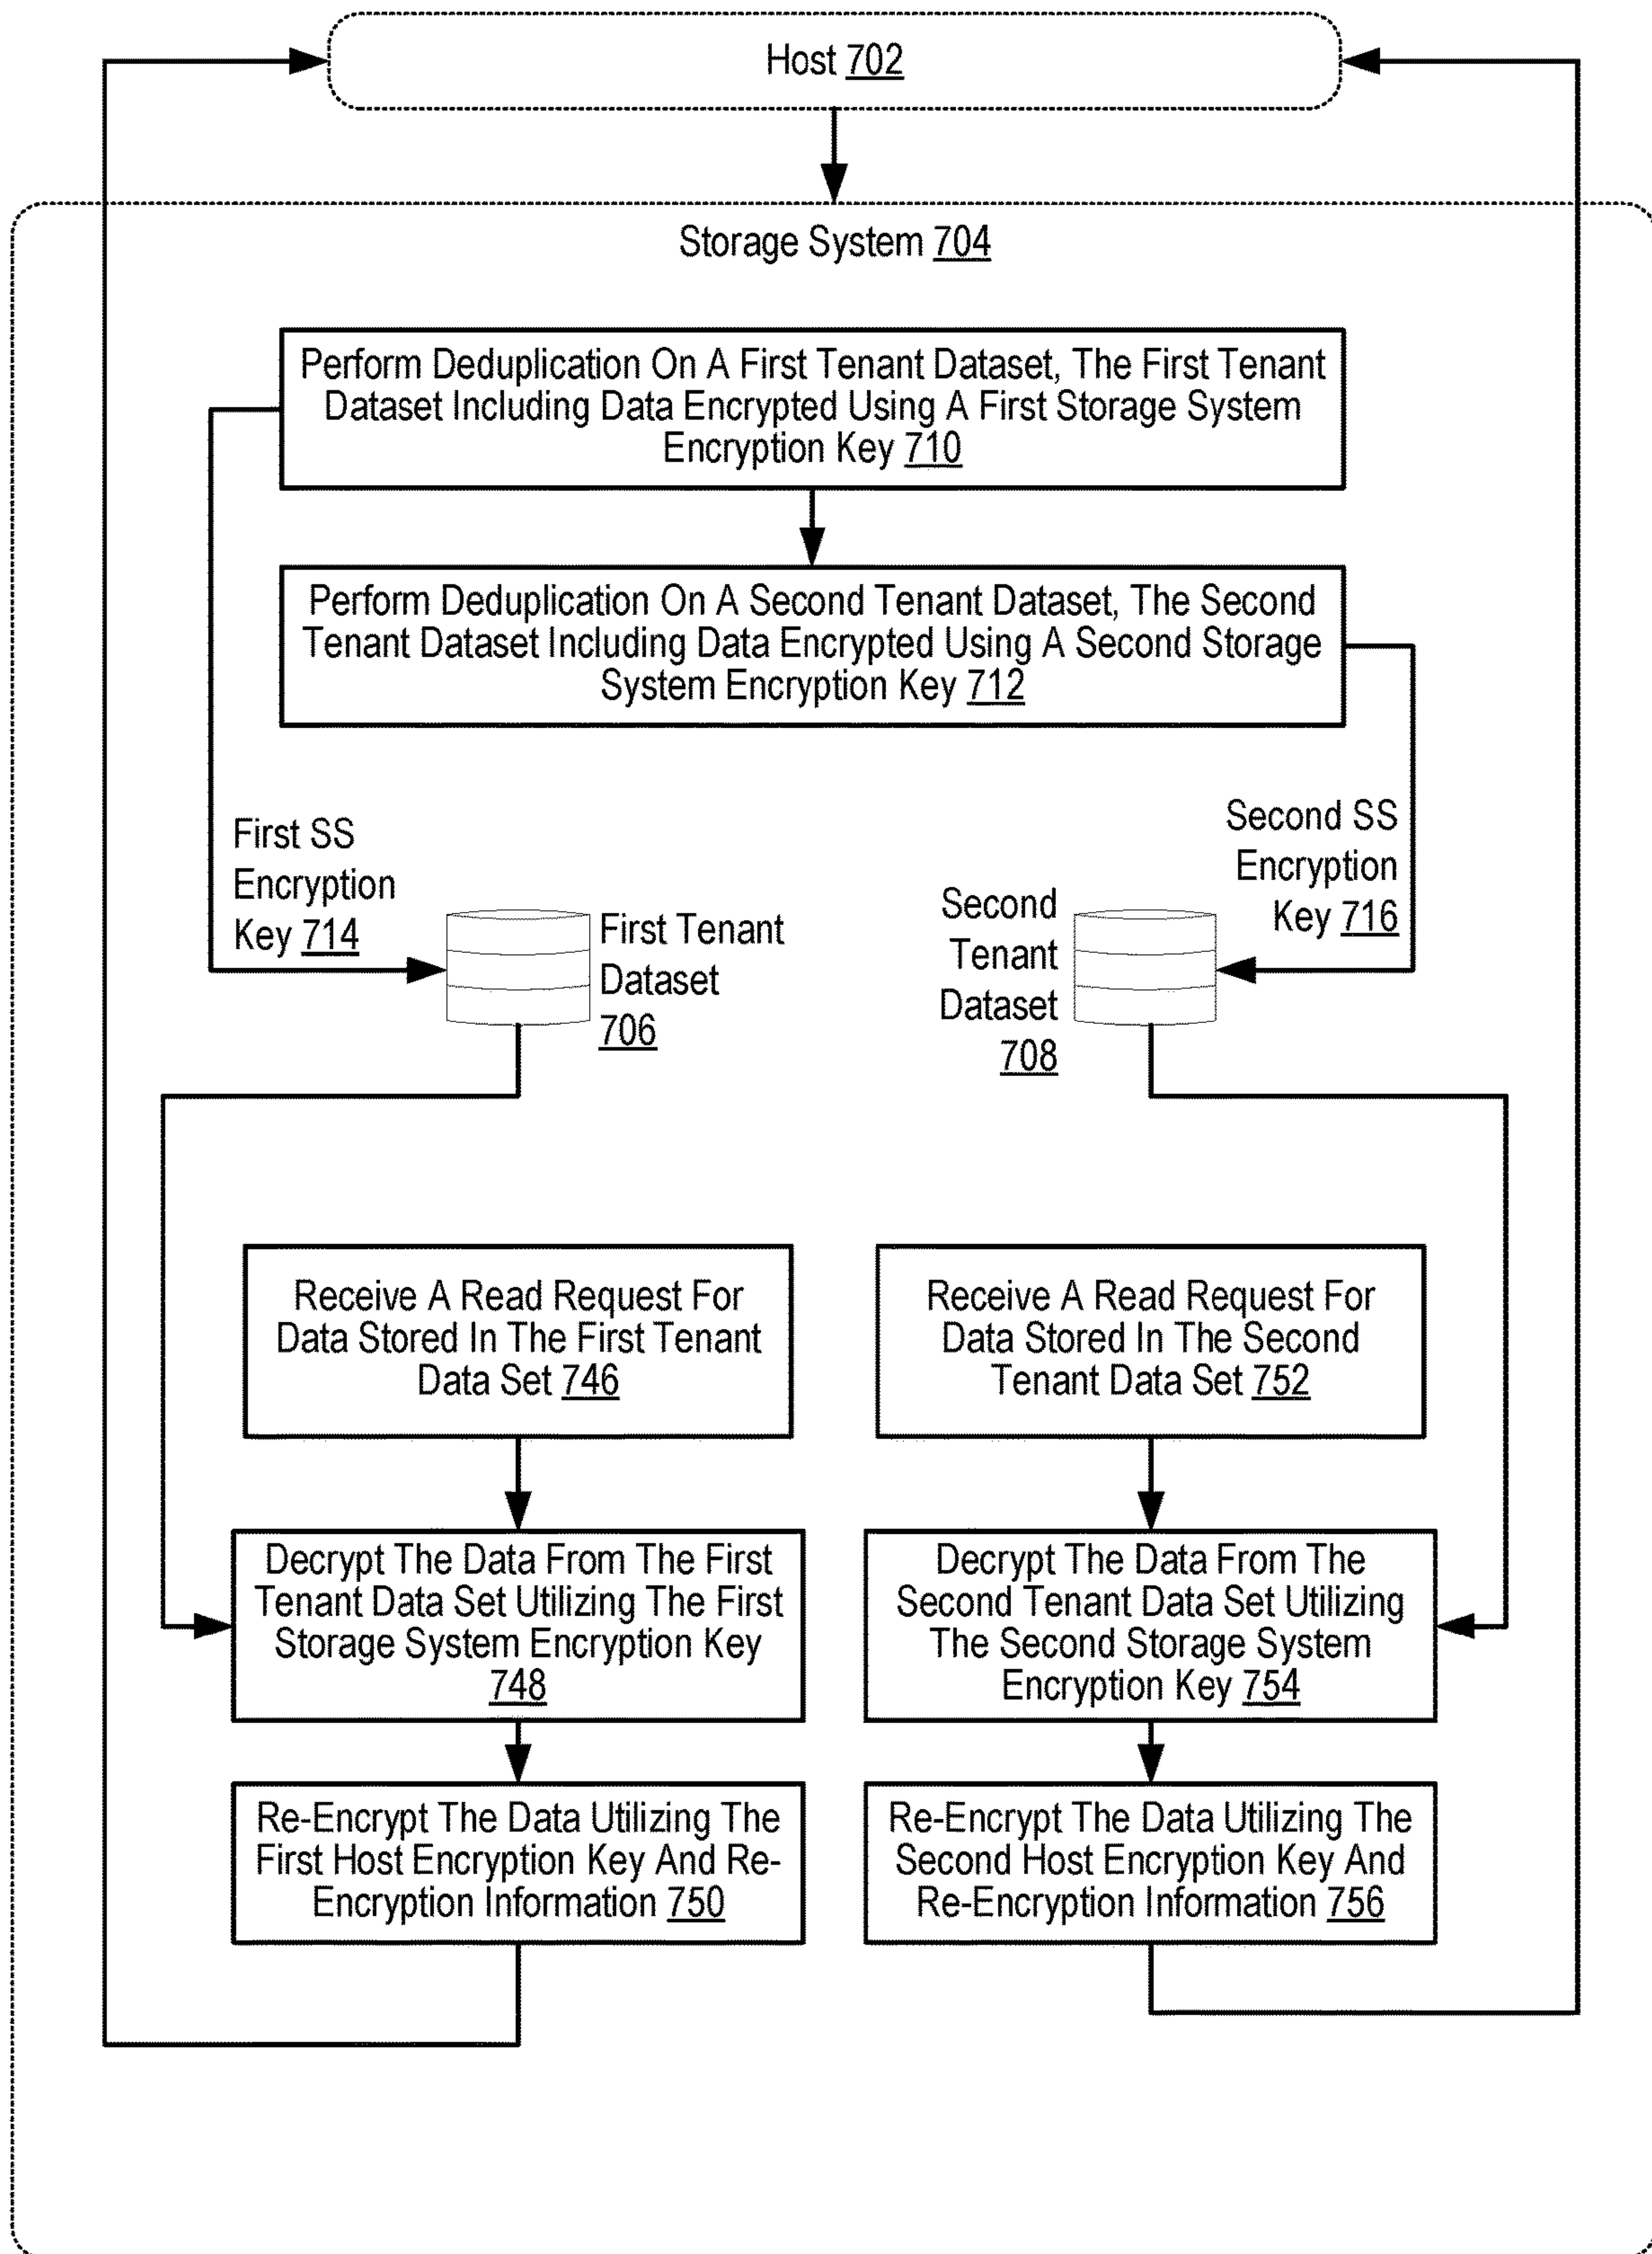 Host 702
Storage System 704
Perform Deduplication On A First Tenant Dataset, The First Tenant
Dataset Including Data Encrypted Using A First Storage System
Encryption Key 710
Perform Deduplication On A Second Tenant Dataset, The Second
Tenant Dataset Including Data Encrypted Using A Second Storage
System Encryption Key 712
First SS
Encryption
Key 714
First Tenant
Dataset
706
Second
Tenant
Dataset
708
Second SS
Encryption
Key 716
Receive A Read Request For
Data Stored In The First Tenant
Data Set 746
Receive A Read Request For
Data Stored In The Second
Tenant Data Set 752
Decrypt The Data From The First
Tenant Data Set Utilizing The First
Storage System Encryption Key
748
Decrypt The Data From The
Second Tenant Data Set Utilizing
The Second Storage System
Encryption Key 754
Re-Encrypt The Data Utilizing The
First Host Encryption Key And Re-
Encryption Information 750
Re-Encrypt The Data Utilizing The
Second Host Encryption Key And
Re-Encryption Information 756